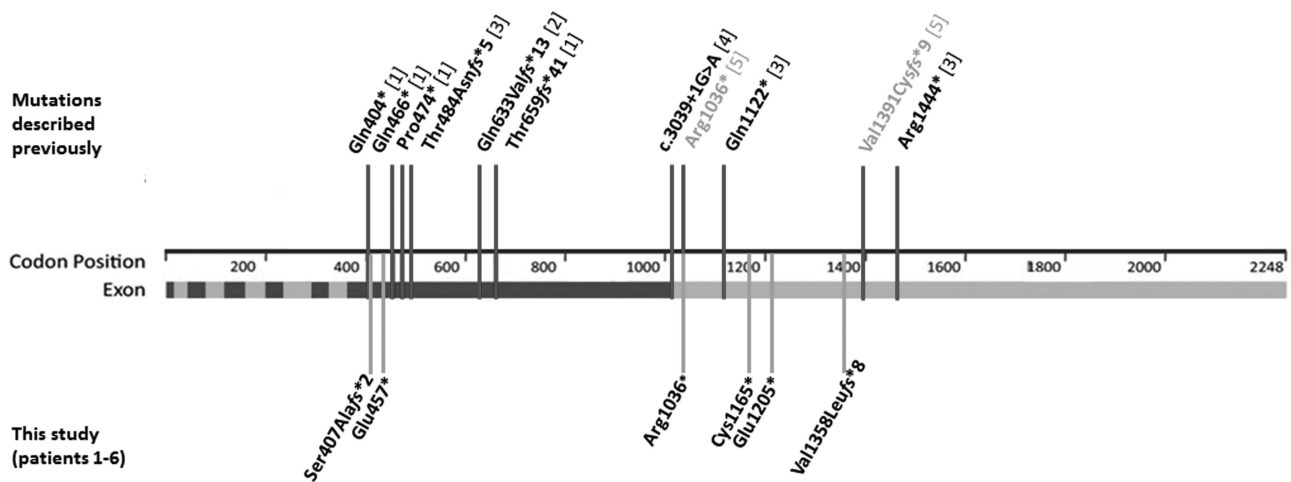 Mutations
described
previously
Gln404* [1]
Gln466* [1]
Pro474* [1]
Thr484Asnfs*5 [3]
Gln633Valfs*13 [2]
Thr659fs*41 [1]
c.3039+1G>A [4]
Arg1036* [5]
Gln1122* [3]
Val1391Cysfs*9 [5]
Arg1444* [3]
Codon Position
200 400 600 800 1000 1200 1400 1600 1800 2000 2248
Exon
Ser407Alafs*2
Glu457*
Arg1036*
Cys1165*
Glu1205*
Val1358Leufs*8
This study
(patients 1-6)